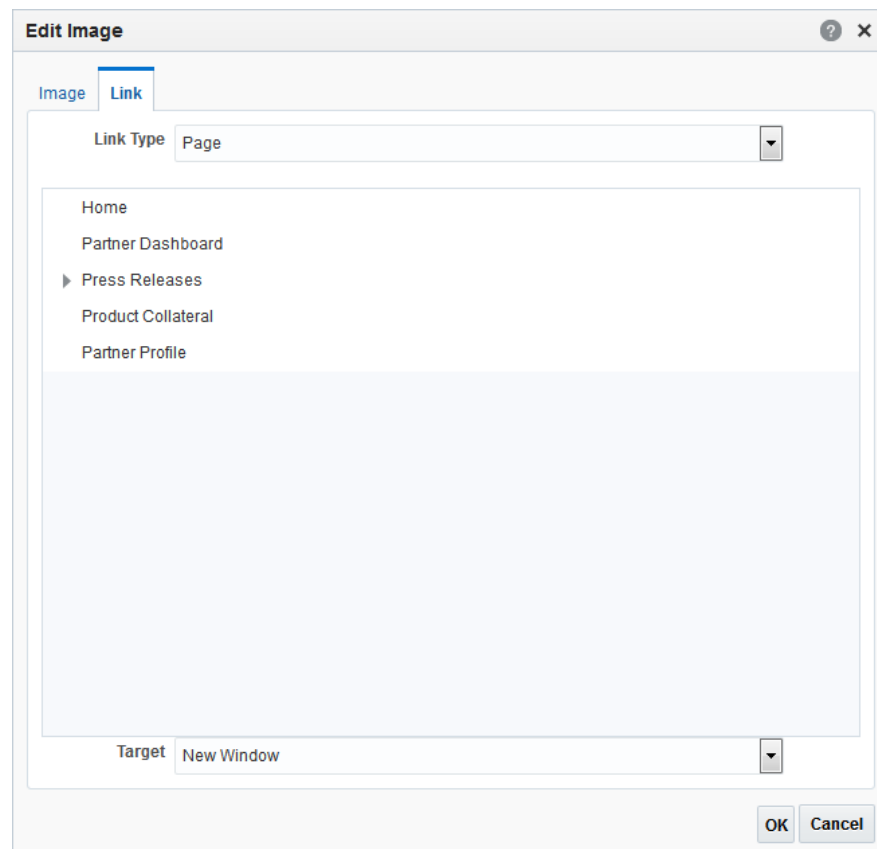 Edit Image
Image Link
Link Type Page
Home
Partner Dashboard
Press Releases
Product Collateral
Partner Profile
Target New Window
OK Cancel